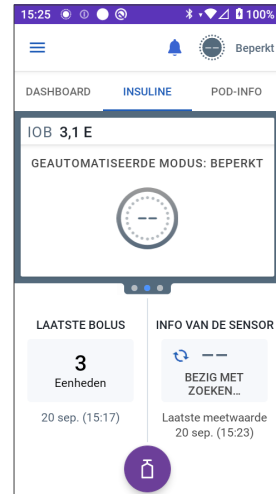 15:25 100%
-- Beperkt
DASHBOARD INSULINE POD-INFO
IOB 3,1 E
GEAUTOMATISEERDE MODUS: BEPERKT
--
LAATSTE BOLUS
3
Eenheden
20 sep. (15:17)
INFO VAN DE SENSOR
--
BEZIG MET
ZOEKEN...
Laatste meetwaarde
20 sep. (15:23)